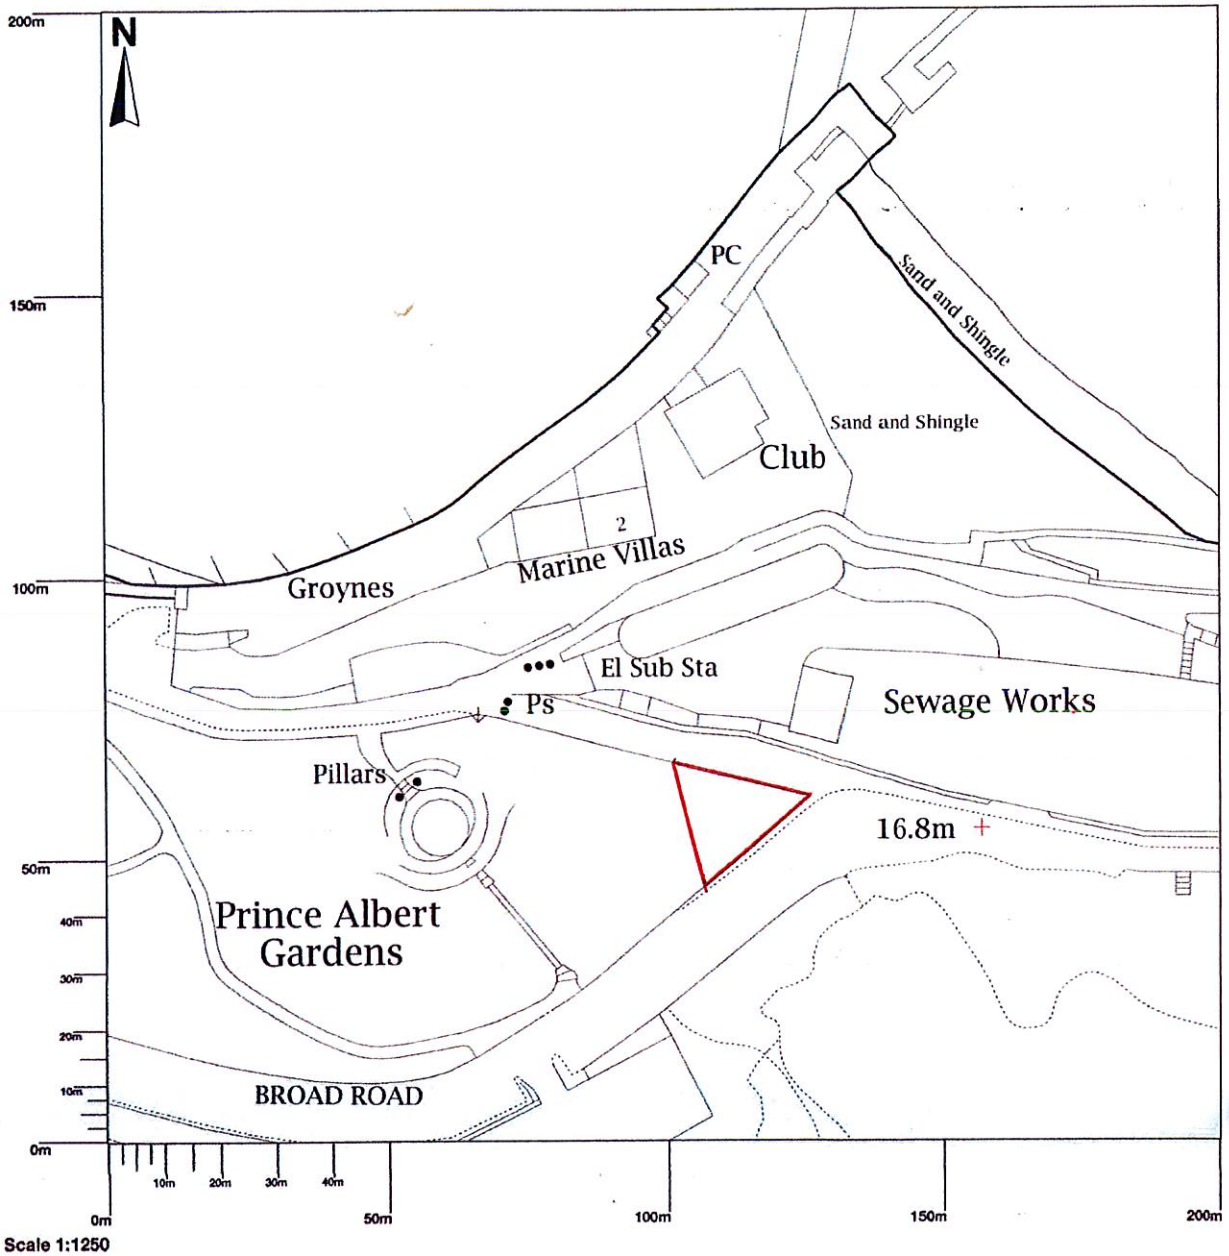 200m
N
PC
150m
Sand and Shingle
Sand and Shingle
Club
2
Marine Villas
100m
Groynes
El Sub Sta
Sewage Works
Ps
Pillars
16.8m
50m
40m
Prince Albert
Gardens
30m
20m
10m
BROAD ROAD
0m
10m
20m
30m
40m
0m
50m
100m
150m
200m
Scale 1:1250